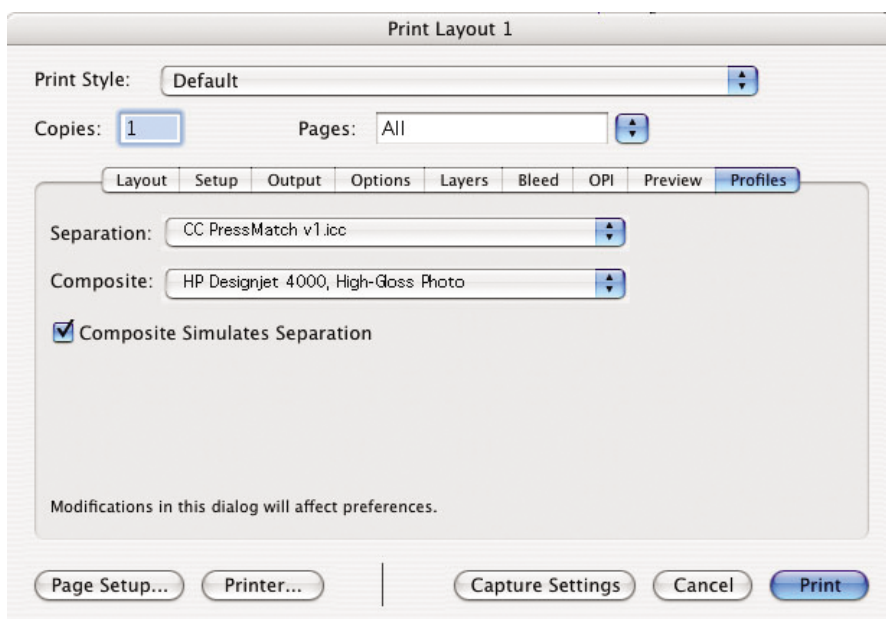 Print Layout 1
Print Style: Default
Copies: 1 Pages: All
Layout Setup Output Options Layers Bleed OPI Preview Profiles
Separation: CC PressMatch v1.icc
Composite: HP Designjet 4000, High-Gloss Photo
Composite Simulates Separation
Modifications in this dialog will affect preferences.
Page Setup... Printer... Capture Settings Cancel Print